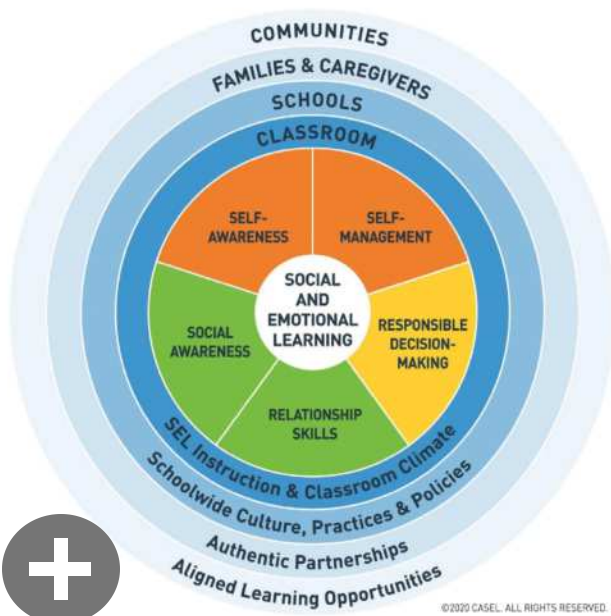 COMMUNITIES
FAMILIES & CAREGIVERS
SCHOOLS
CLASSROOM
SELF-
AWARENESS
SELF-
MANAGEMENT
SOCIAL
AND
EMOTIONAL
LEARNING
SOCIAL
AWARENESS
RESPONSIBLE
DECISION-
MAKING
RELATIONSHIP
SKILLS
SEL Instruction & Classroom Climate
Schoolwide Culture, Practices & Policies
Authentic Partnerships
Aligned Learning Opportunities
©2020 CASEL. ALL RIGHTS RESERVED.